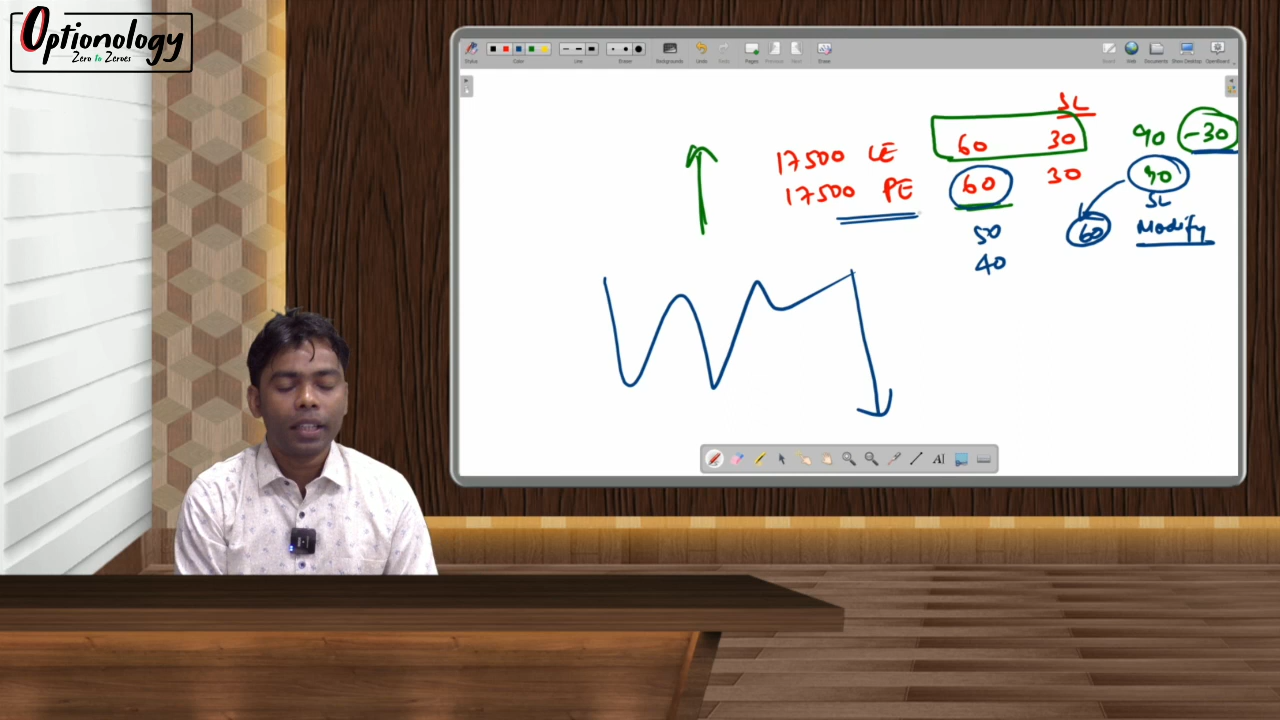 Optionology
Zero to Zeroes
SL
17500 CE 60 30 90 -30
17500 PE 60 30 90
SL
50 60 Modify
40